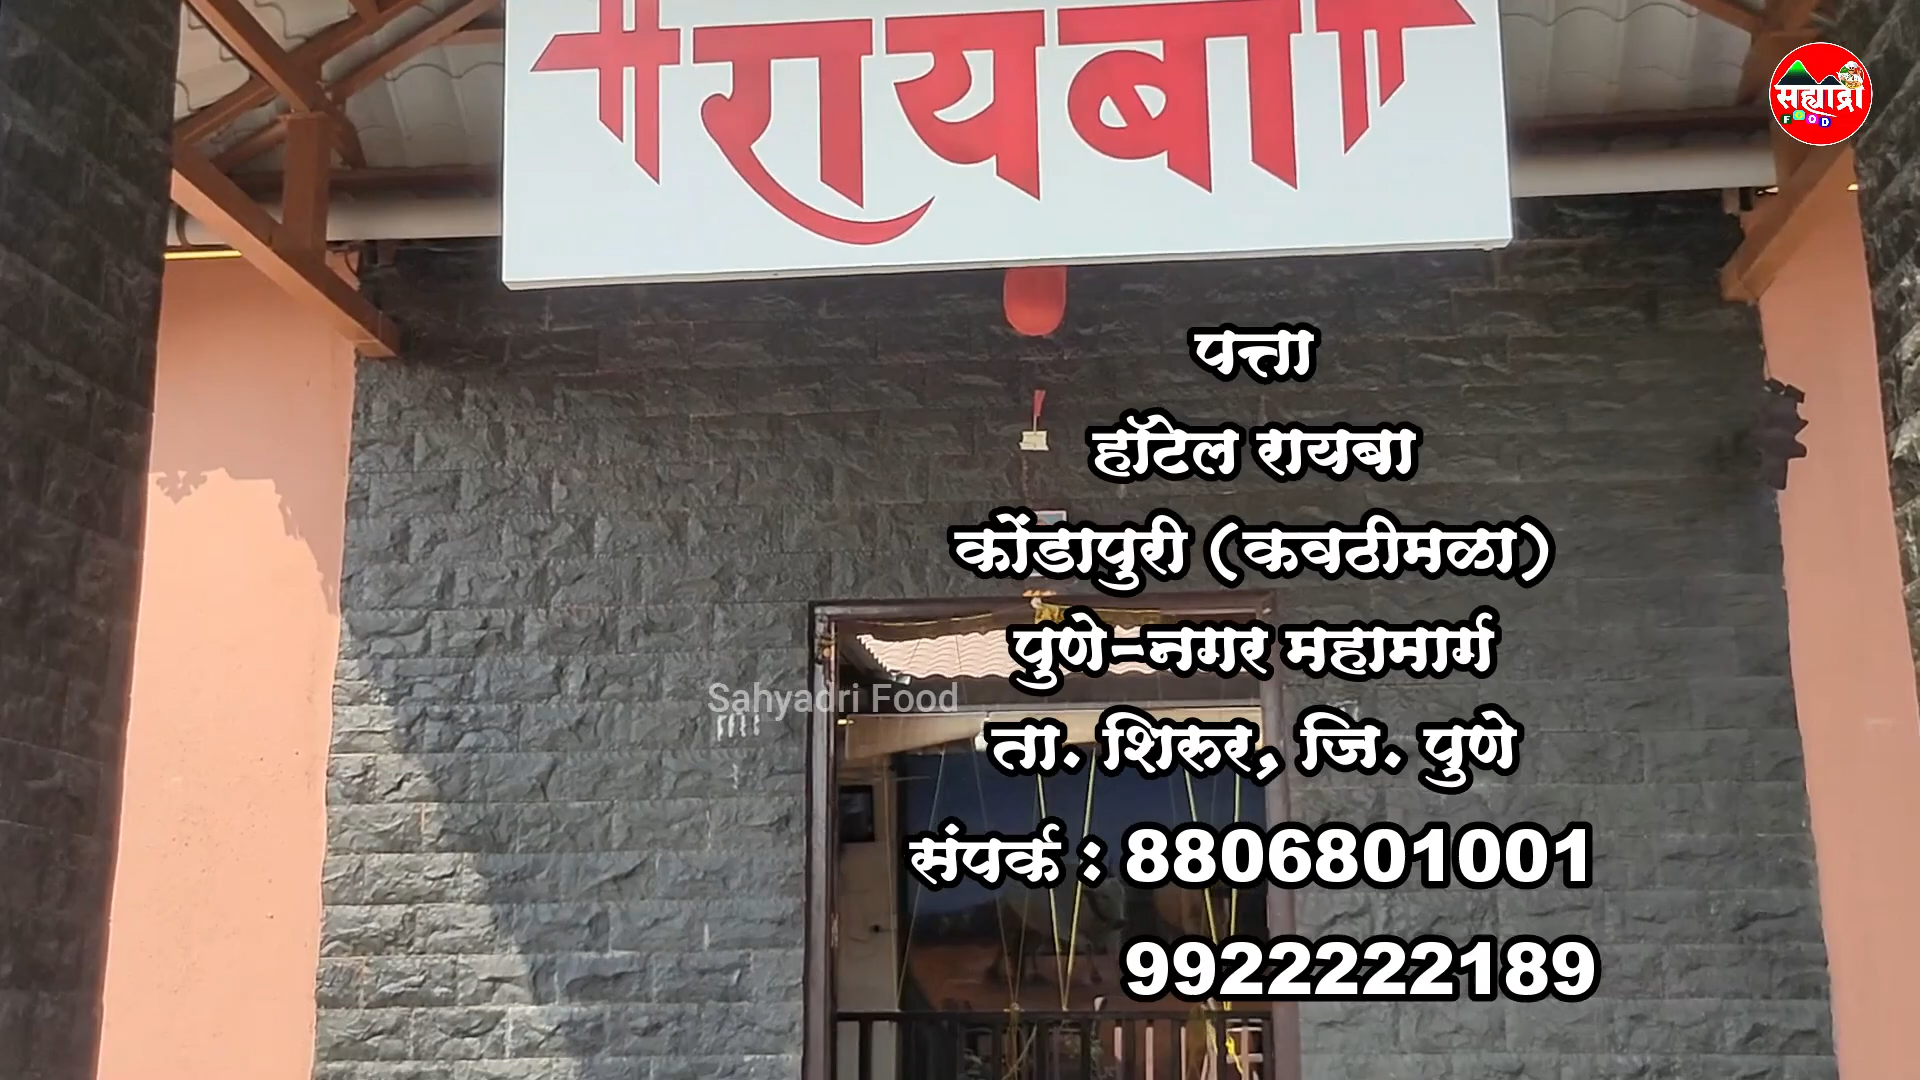 रायबा
सह्याद्री
FOOD
पत्ता
हॉटेल रायबा
कोंडापुरी (कवठीमळा)
पुणे-नगर महामार्ग
Sahyadri Food
ता. शिरुर, जि. पुणे
संपर्क : 8806801001
9922222189